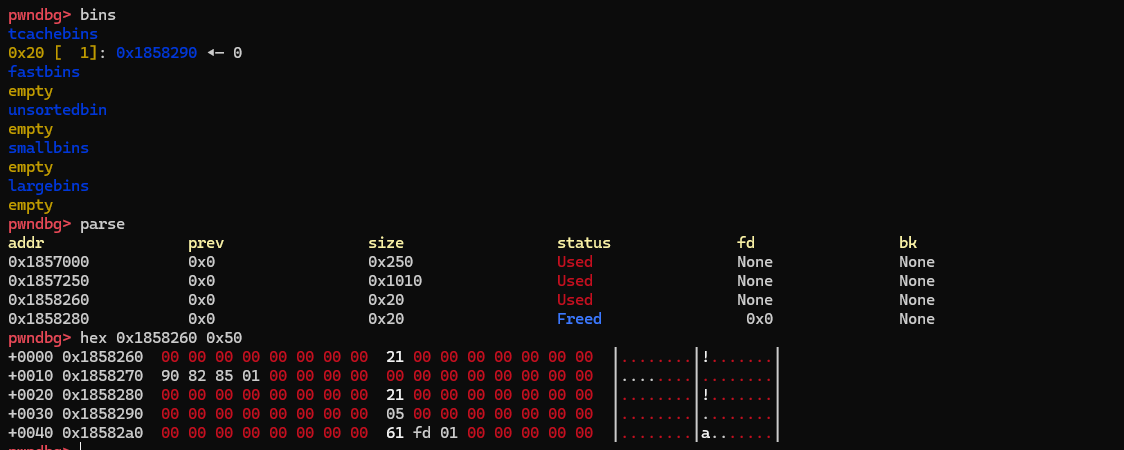 pwndbg> bins
tcachebins
0x20 [  1]: 0x1858290 ◂— 0
fastbins
empty
unsortedbin
empty
smallbins
empty
largebins
empty
pwndbg> parse
addr                prev                size                 status                fd                bk
0x1857000           0x0                 0x250                Used                None              None
0x1857250           0x0                 0x1010               Used                None              None
0x1858260           0x0                 0x20                 Used                None              None
0x1858280           0x0                 0x20                 Freed                0x0              None
pwndbg> hex 0x1858260 0x50
+0000 0x1858260  00 00 00 00 00 00 00 00  21 00 00 00 00 00 00 00  |........|!.......|
+0010 0x1858270  90 82 85 01 00 00 00 00  00 00 00 00 00 00 00 00  |........|........|
+0020 0x1858280  00 00 00 00 00 00 00 00  21 00 00 00 00 00 00 00  |........|!.......|
+0030 0x1858290  00 00 00 00 00 00 00 00  05 00 00 00 00 00 00 00  |........|........|
+0040 0x18582a0  00 00 00 00 00 00 00 00  61 fd 01 00 00 00 00 00  |........|a.......|